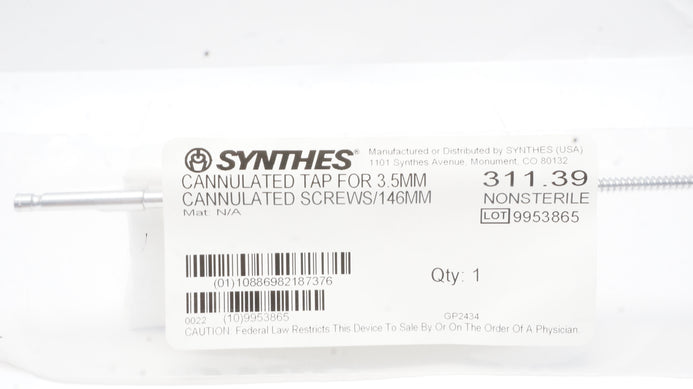 SYNTHES®
Manufactured or Distributed by SYNTHES (USA)
1101 Synthes Avenue, Monument, CO 80132
CANNULATED TAP FOR 3.5MM
CANNULATED SCREWS/146MM
Mat: N/A
311.39
NONSTERILE
LOT 9953865
(01)10886982187376
Qty: 1
0022 (10)9953865
GP2434
CAUTION: Federal Law Restricts This Device To Sale By Or On The Order Of A Physician.